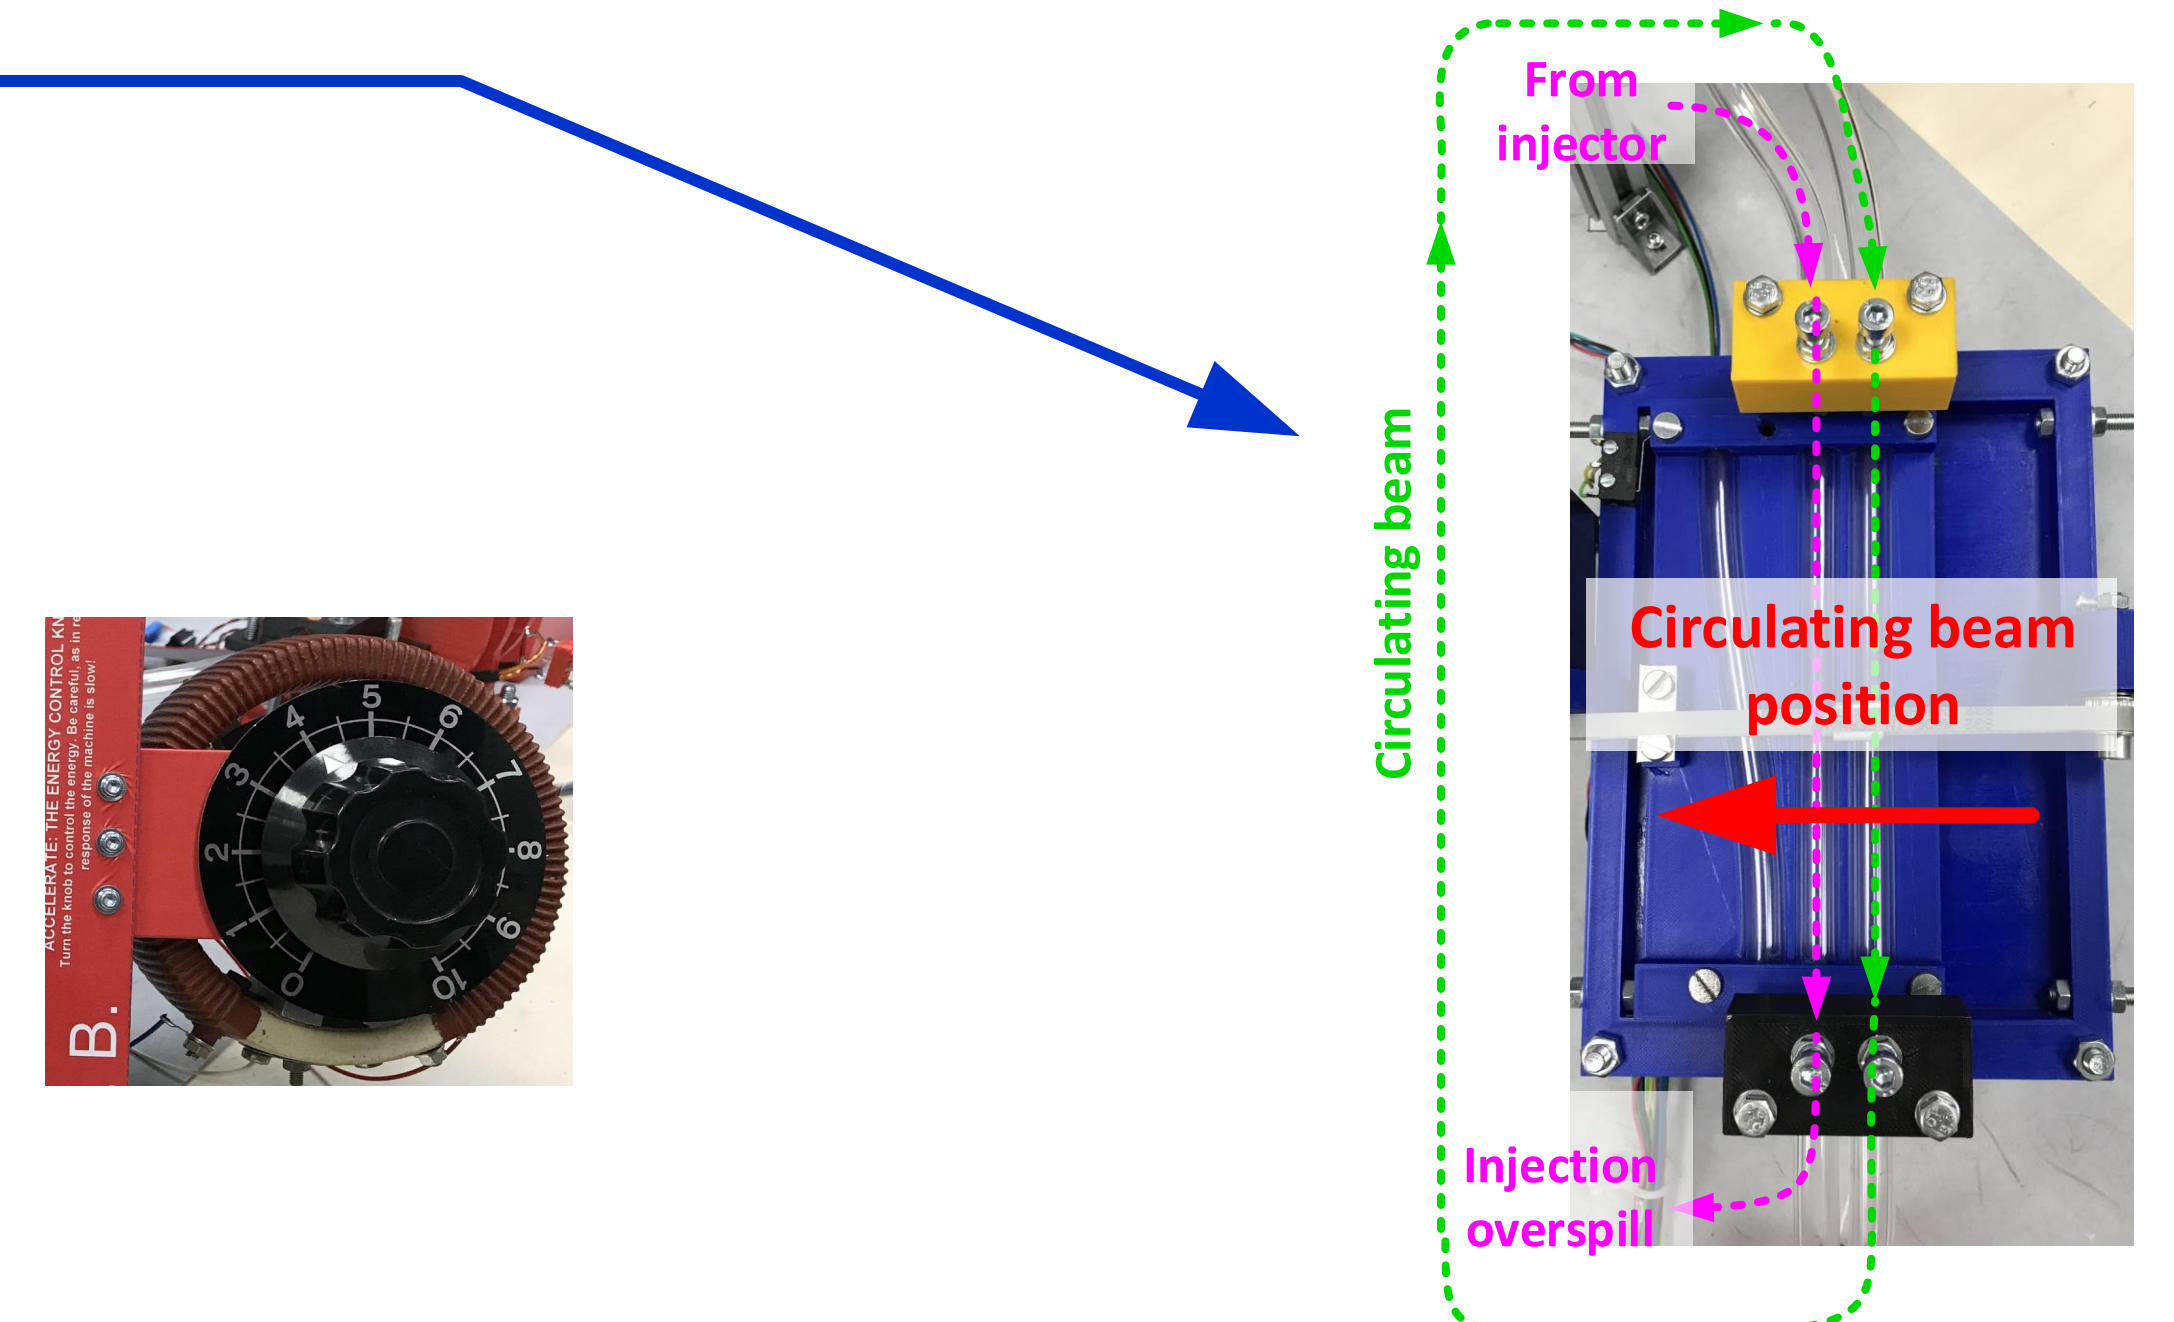 From
injector
Circulating beam
Circulating beam
position
Injection
overspill
ACCELERATE: THE ENERGY CONTROL KN
Turn the knob to control the energy. Be careful, as in re
response of the machine is slow!
B.
0
1
2
3
4
5
6
7
8
9
10